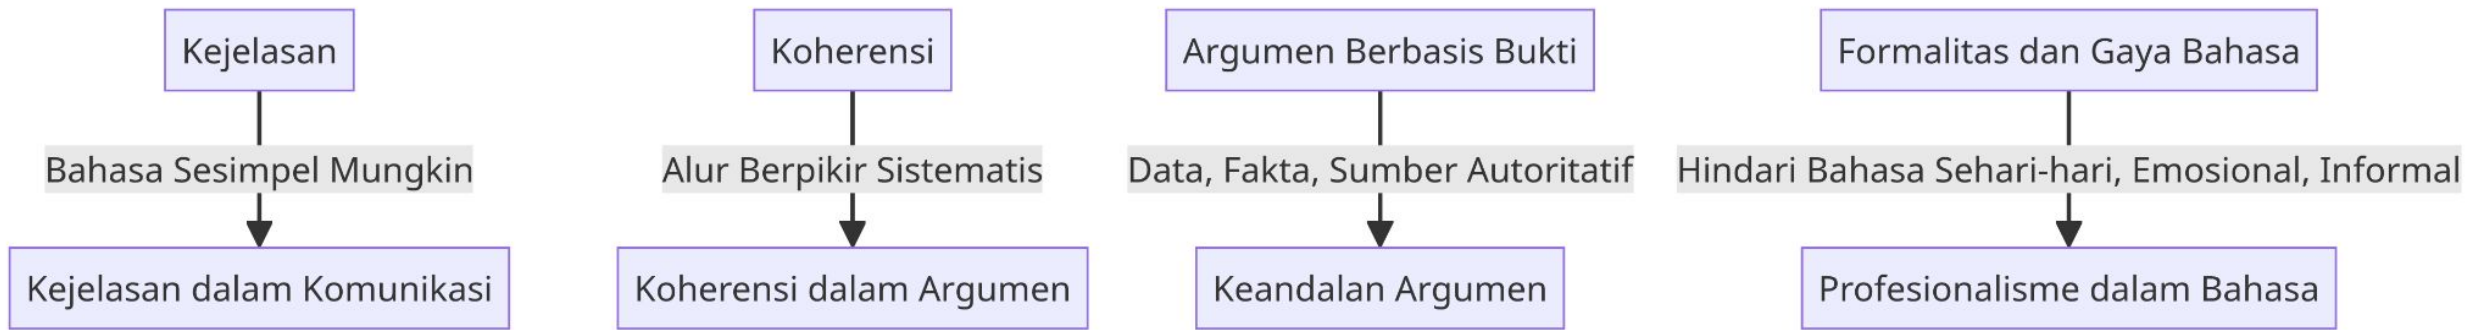 Kejelasan
Koherensi
Argumen Berbasis Bukti
Formalitas dan Gaya Bahasa
Bahasa Sesimpel Mungkin
Alur Berpikir Sistematis
Data, Fakta, Sumber Autoritatif
Hindari Bahasa Sehari-hari, Emosional, Informal
Kejelasan dalam Komunikasi
Koherensi dalam Argumen
Keandalan Argumen
Profesionalisme dalam Bahasa